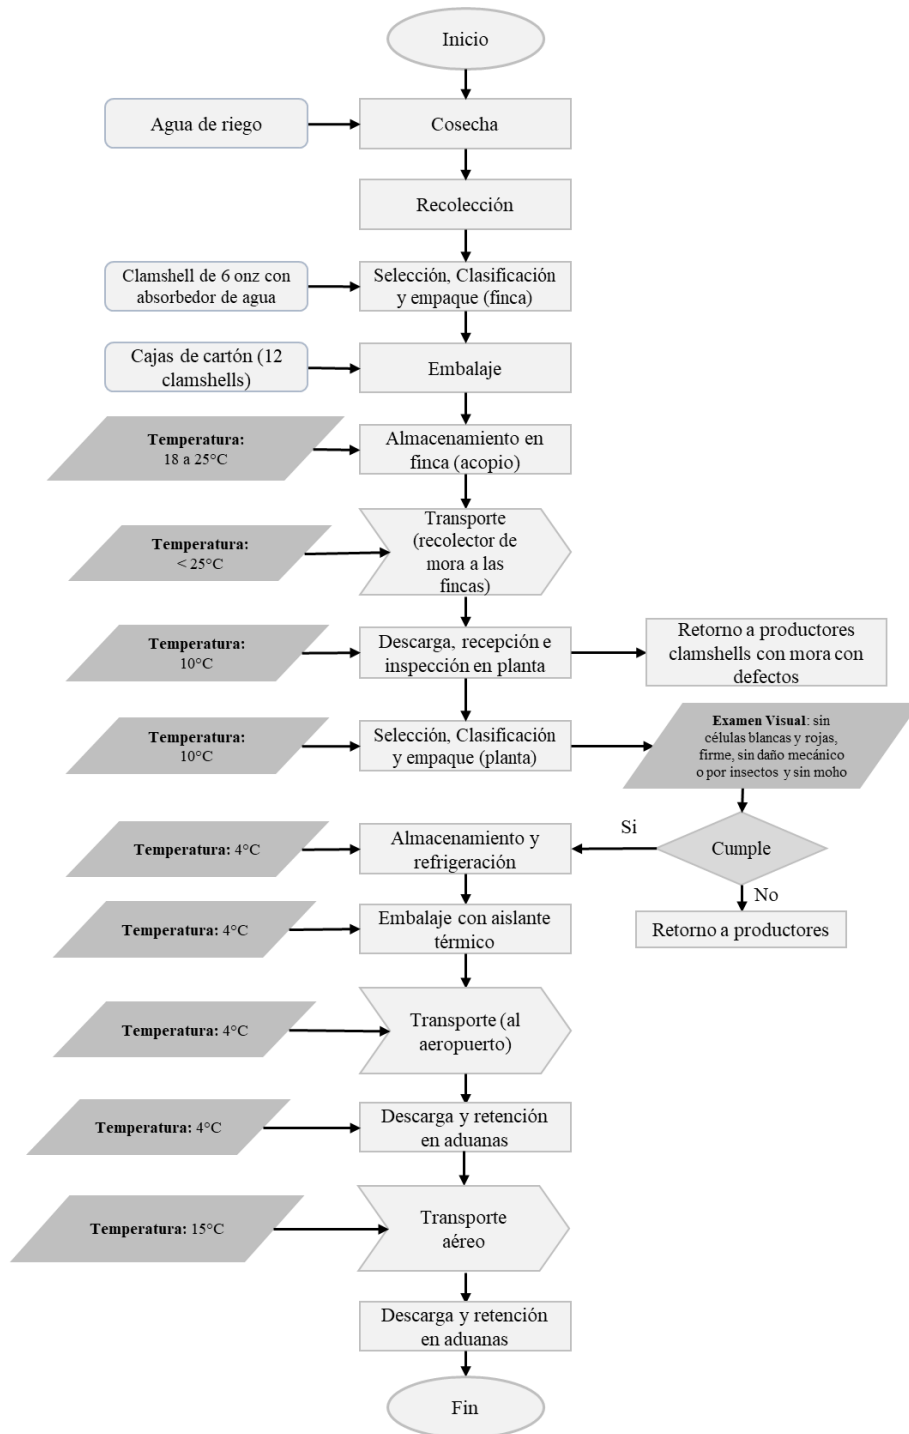 Inicio
Agua de riego
Cosecha
Recolección
Clamshell de 6 onz con
absorbedor de agua
Selección, Clasificación
y empaque (finca)
Cajas de cartón (12
clamshells)
Embalaje
Temperatura:
18 a 25°C
Almacenamiento en
finca (acopio)
Temperatura:
< 25°C
Transporte
(recolector de
mora a las
fincas)
Temperatura:
10°C
Descarga, recepción e
inspección en planta
Retorno a productores
clamshells con mora con
defectos
Temperatura:
10°C
Selección, Clasificación
y empaque (planta)
Examen Visual: sin
células blancas y rojas,
firme, sin daño mecánico
o por insectos y sin moho
Temperatura: 4°C
Almacenamiento y
refrigeración
Si
Cumple
No
Retorno a productores
Temperatura: 4°C
Embalaje con aislante
térmico
Temperatura: 4°C
Transporte (al
aeropuerto)
Temperatura: 4°C
Descarga y retención
en aduanas
Temperatura: 15°C
Transporte
aéreo
Descarga y retención
en aduanas
Fin